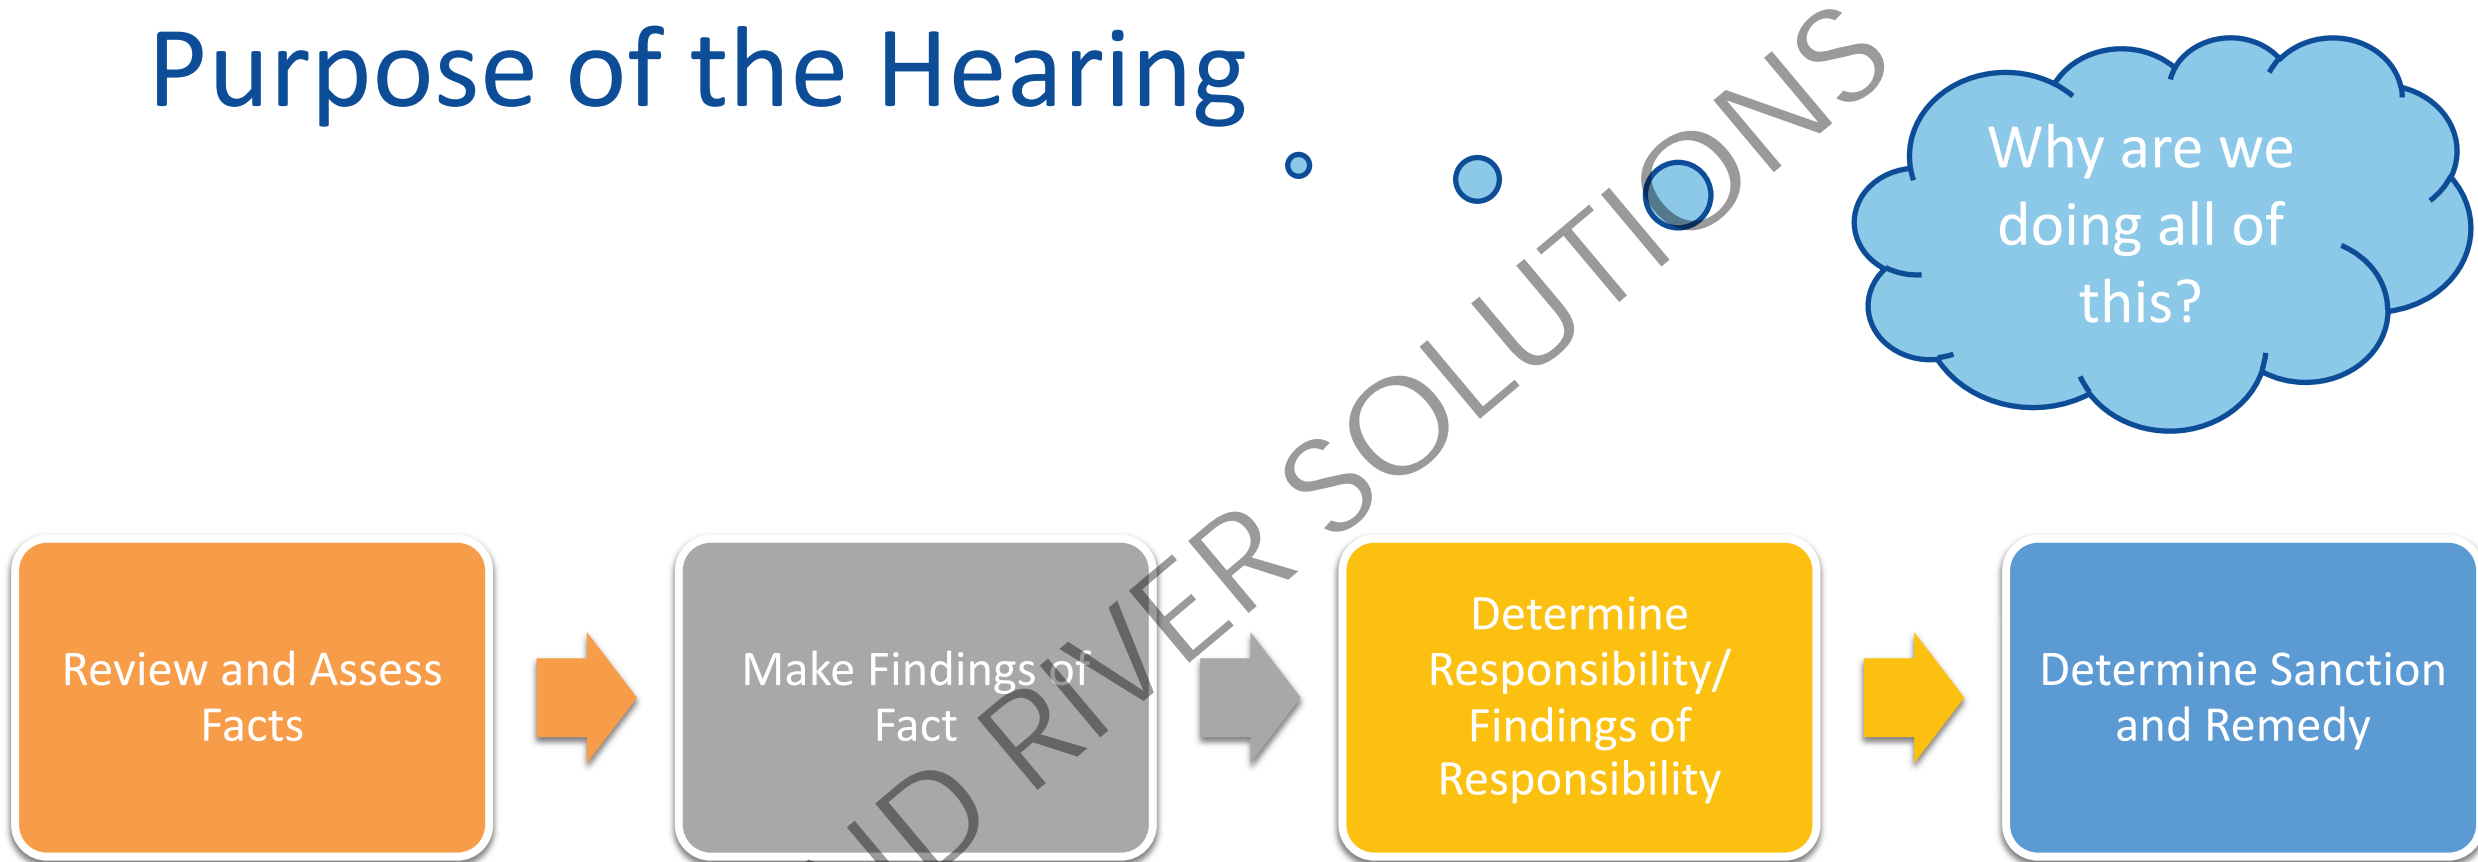 Purpose of the Hearing
Why are we
doing all of
this?
Review and Assess
Facts
Make Findings of
Fact
Determine
Responsibility/
Findings of
Responsibility
Determine Sanction
and Remedy
RIVER SOLUTIONS